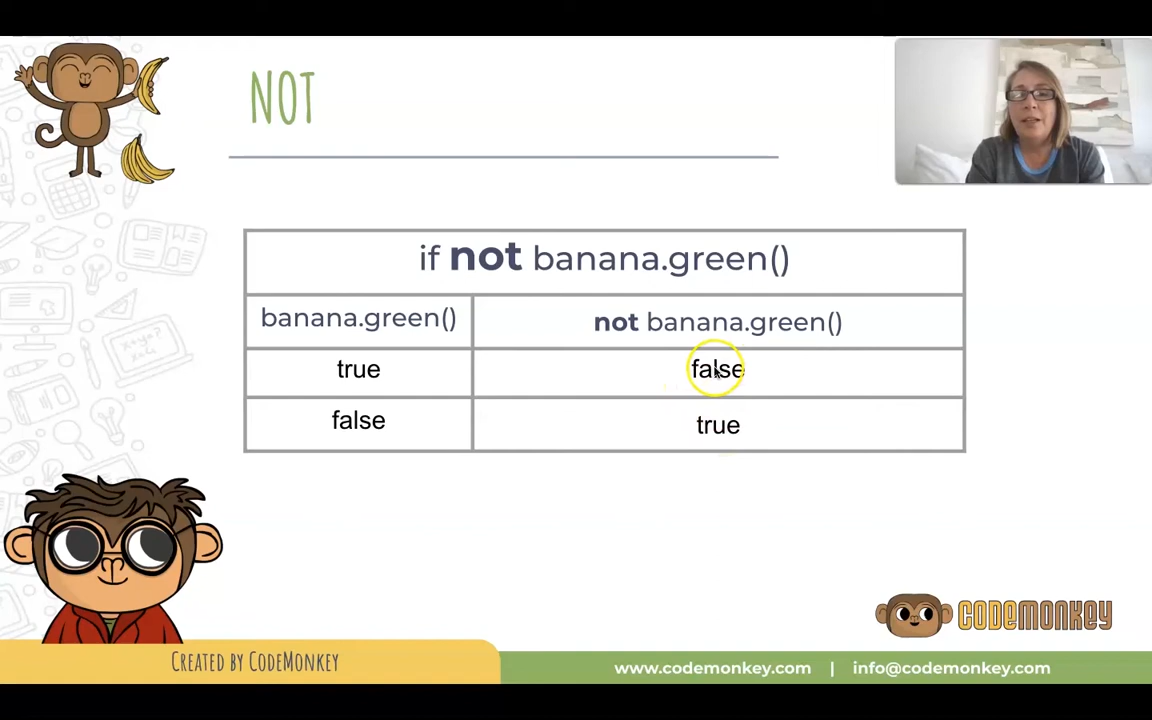 NOT
if not banana.green()
banana.green() not banana.green()
true false
false true
CODEMONKEY
CREATED BY CODEMONKEY
www.codemonkey.com | info@codemonkey.com